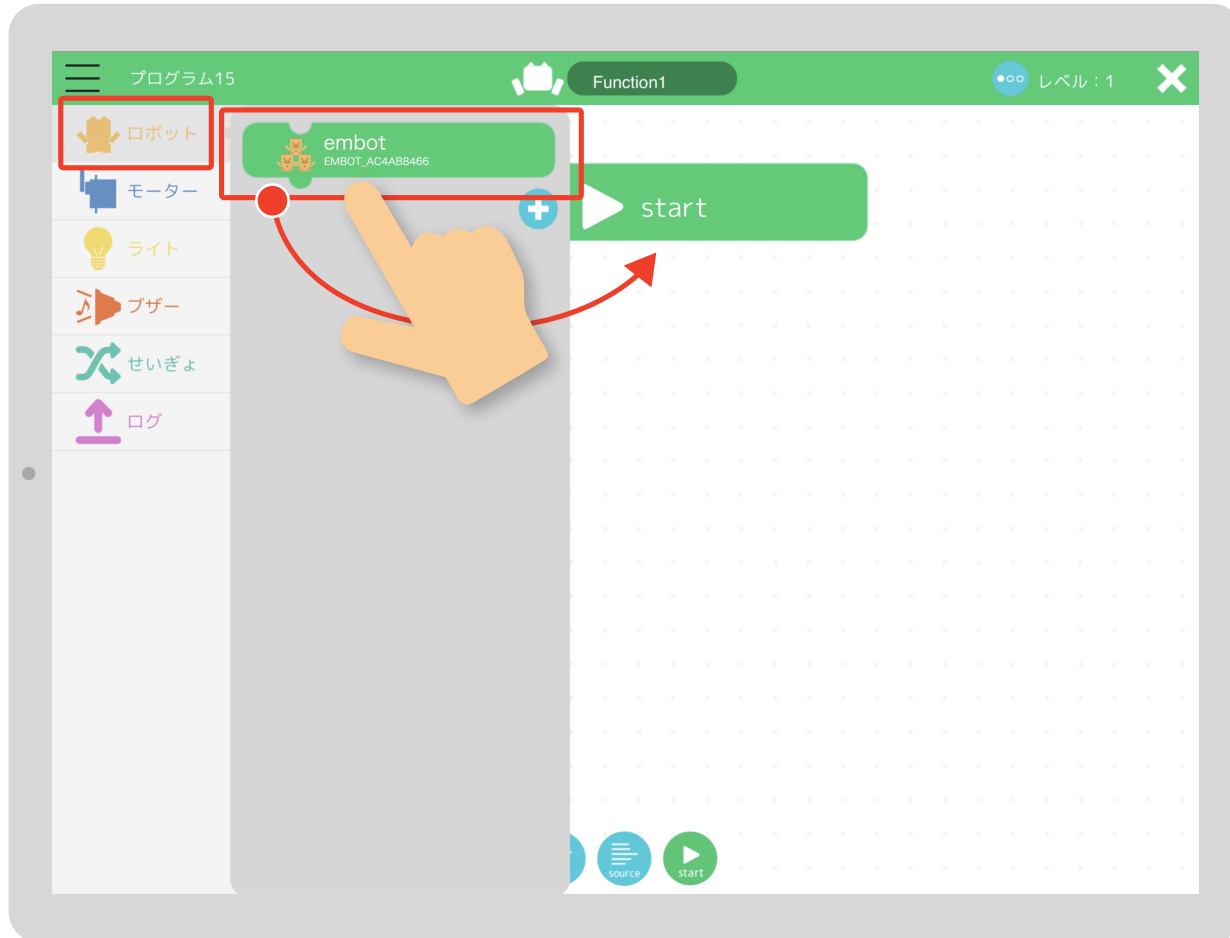 プログラム15
Function1
レベル：1
ロボット
embot
EMBOT_AC4AB8466
モーター
start
ライト
ブザー
せいぎょ
ログ
source
start